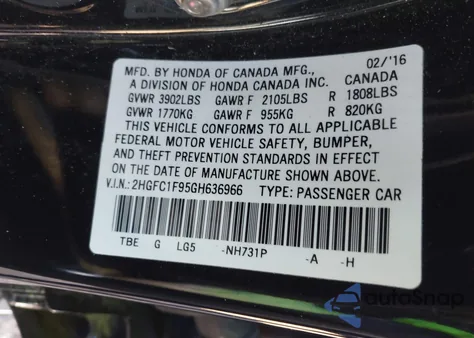 MFD. BY HONDA OF CANADA MFG., 02/'16
A DIVISION OF HONDA CANADA INC. CANADA
GVWR 3902LBS GAWR F 2105LBS R 1808LBS
GVWR 1770KG GAWR F 955KG R 820KG
THIS VEHICLE CONFORMS TO ALL APPLICABLE
FEDERAL MOTOR VEHICLE SAFETY, BUMPER,
AND THEFT PREVENTION STANDARDS IN EFFECT
ON THE DATE OF MANUFACTURE SHOWN ABOVE.
V.I.N.: 2HGFC1F95GH636966 TYPE: PASSENGER CAR
TBE G LG5 -NH731P -A -H
autoSnap